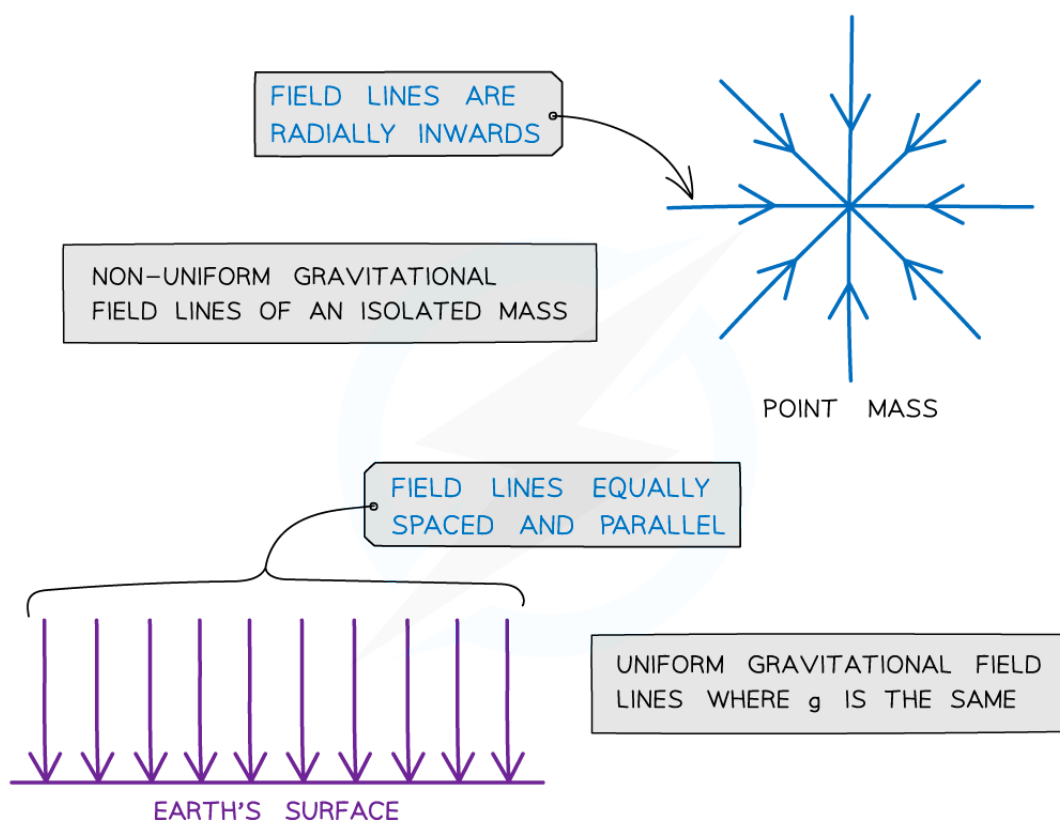 FIELD LINES ARE
RADIALLY INWARDS
NON-UNIFORM GRAVITATIONAL
FIELD LINES OF AN ISOLATED MASS
POINT MASS
FIELD LINES EQUALLY
SPACED AND PARALLEL
UNIFORM GRAVITATIONAL FIELD
LINES WHERE g IS THE SAME
EARTH'S SURFACE